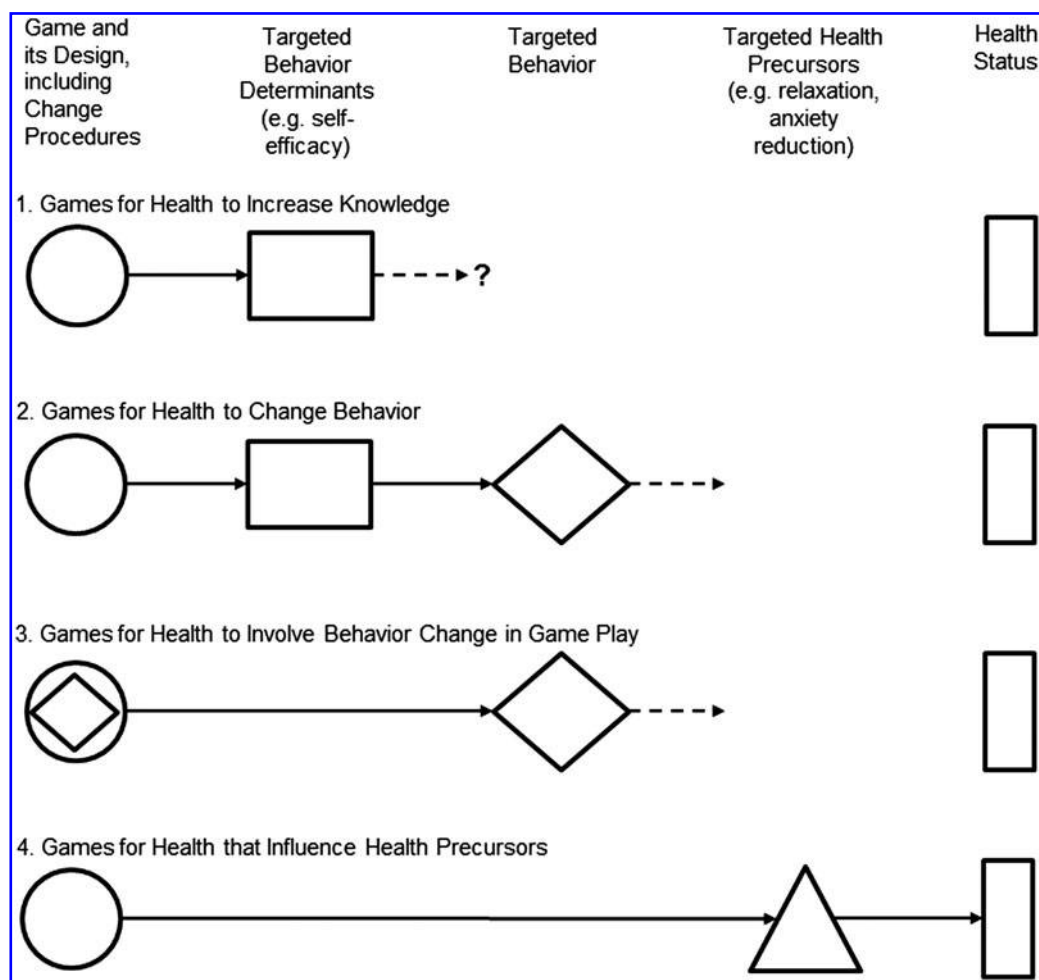 Game and
its Design,
including
Change
Procedures
Targeted
Behavior
Determinants
(e.g. self-
efficacy)
Targeted
Behavior
Targeted Health
Precursors
(e.g. relaxation,
anxiety
reduction)
Health
Status
1. Games for Health to Increase Knowledge
?
2. Games for Health to Change Behavior
3. Games for Health to Involve Behavior Change in Game Play
4. Games for Health that Influence Health Precursors